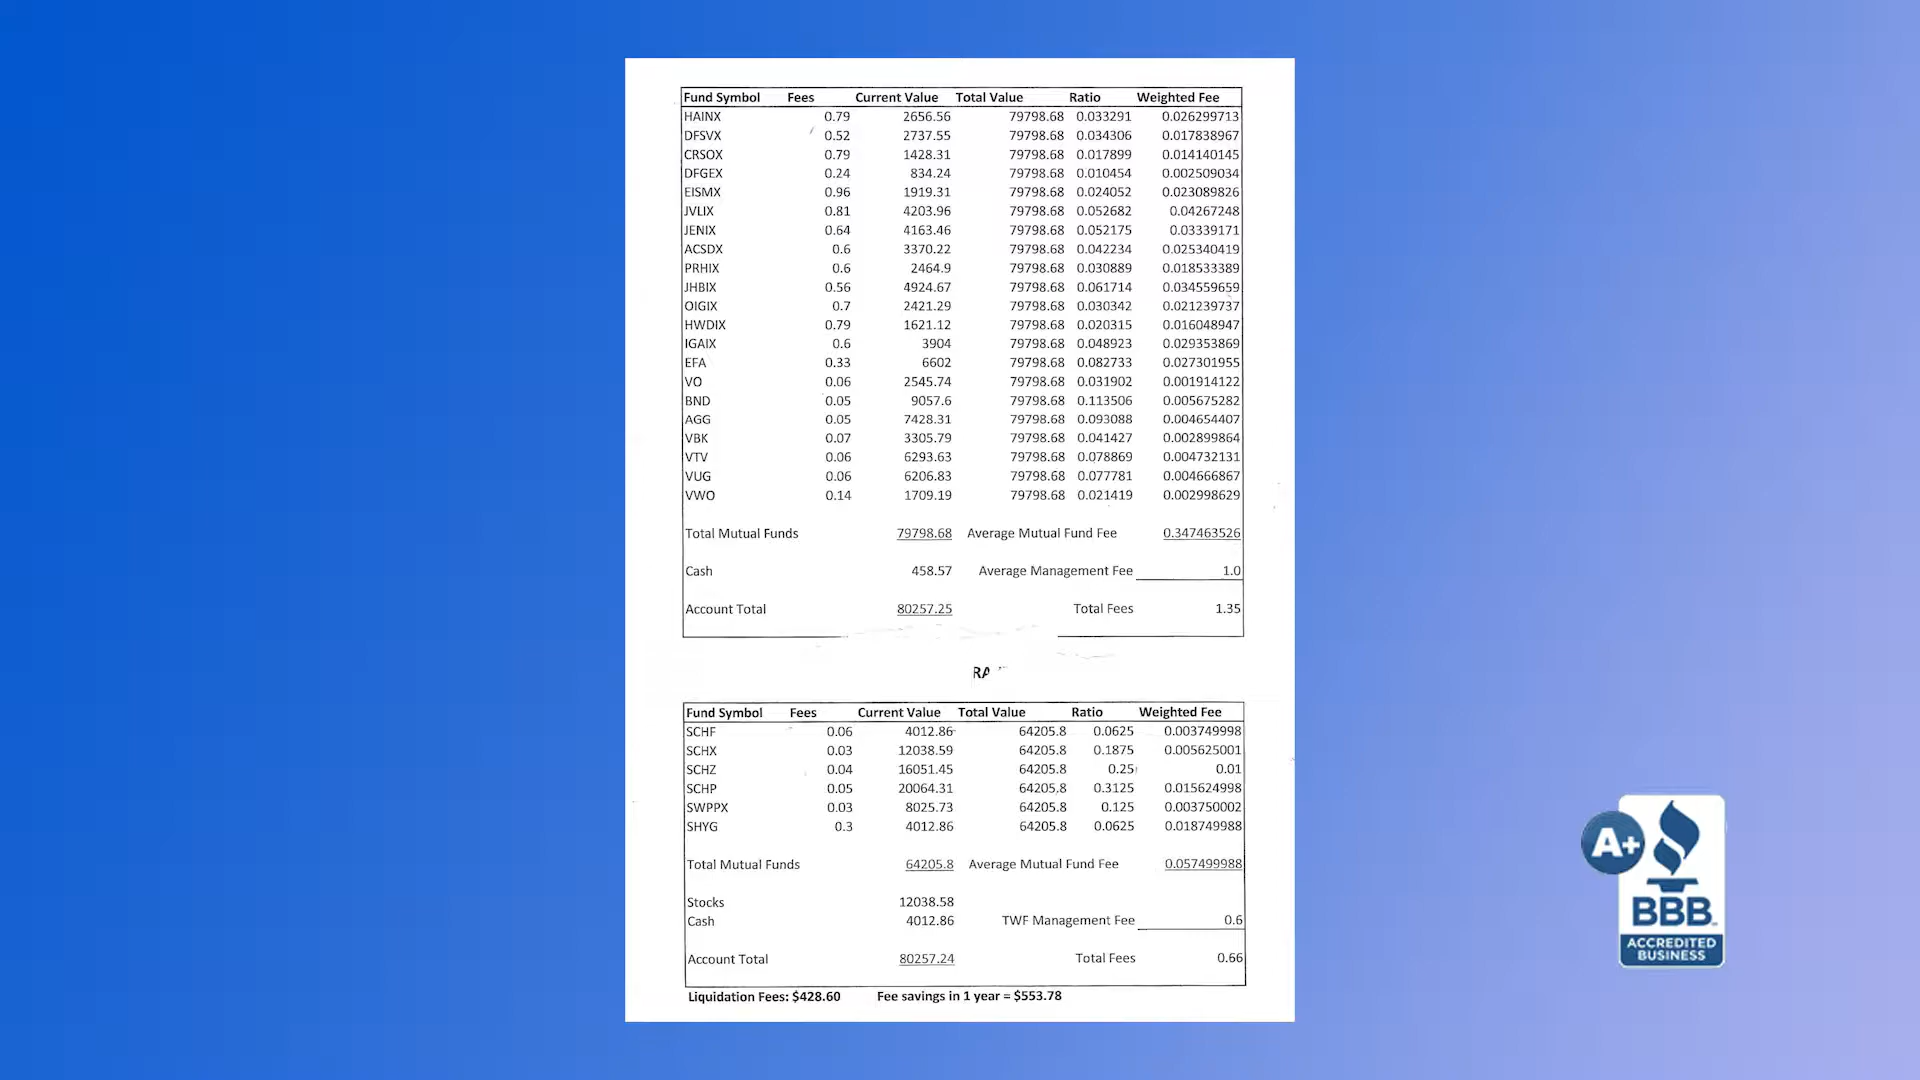 Fund Symbol Fees Current Value Total Value Ratio Weighted Fee
HAINX 0.79 2656.56 79798.68 0.033291 0.026299713
DFSVX 0.52 2737.55 79798.68 0.034306 0.017838967
CRSOX 0.79 1428.31 79798.68 0.017899 0.014140145
DFGEX 0.24 834.24 79798.68 0.010454 0.002509034
EISMX 0.96 1919.31 79798.68 0.024052 0.023089826
JVLIX 0.81 4203.96 79798.68 0.052682 0.04267248
JENIX 0.64 4163.46 79798.68 0.052175 0.03339171
ACSDX 0.6 3370.22 79798.68 0.042234 0.025340419
PRHIX 0.6 2464.9 79798.68 0.030889 0.018533389
JHBIX 0.56 4924.67 79798.68 0.061714 0.034559659
OIGIX 0.7 2421.29 79798.68 0.030342 0.021239737
HWDIX 0.79 1621.12 79798.68 0.020315 0.016048947
IGAIX 0.6 3904 79798.68 0.048923 0.029353869
EFA 0.33 6602 79798.68 0.082733 0.027301955
VO 0.06 2545.74 79798.68 0.031902 0.001914122
BND 0.05 9057.6 79798.68 0.113506 0.005675282
AGG 0.05 7428.31 79798.68 0.093088 0.004654407
VBK 0.07 3305.79 79798.68 0.041427 0.002899864
VTV 0.06 6293.63 79798.68 0.078869 0.004732131
VUG 0.06 6206.83 79798.68 0.077781 0.004666867
VWO 0.14 1709.19 79798.68 0.021419 0.002998629
Total Mutual Funds 79798.68 Average Mutual Fund Fee 0.347463526
Cash 458.57 Average Management Fee 1.0
Account Total 80257.25 Total Fees 1.35
RA
Fund Symbol Fees Current Value Total Value Ratio Weighted Fee
SCHF 0.06 4012.86 64205.8 0.0625 0.003749998
SCHX 0.03 12038.59 64205.8 0.1875 0.005625001
SCHZ 0.04 16051.45 64205.8 0.25 0.01
SCHP 0.05 20064.31 64205.8 0.3125 0.015624998
SWPPX 0.03 8025.73 64205.8 0.125 0.003750002
SHYG 0.3 4012.86 64205.8 0.0625 0.018749988
Total Mutual Funds 64205.8 Average Mutual Fund Fee 0.057499988
Stocks 12038.58
Cash 4012.86 TWF Management Fee 0.6
Account Total 80257.24 Total Fees 0.66
Liquidation Fees: $428.60 Fee savings in 1 year = $553.78
A+
BBB
ACCREDITED
BUSINESS